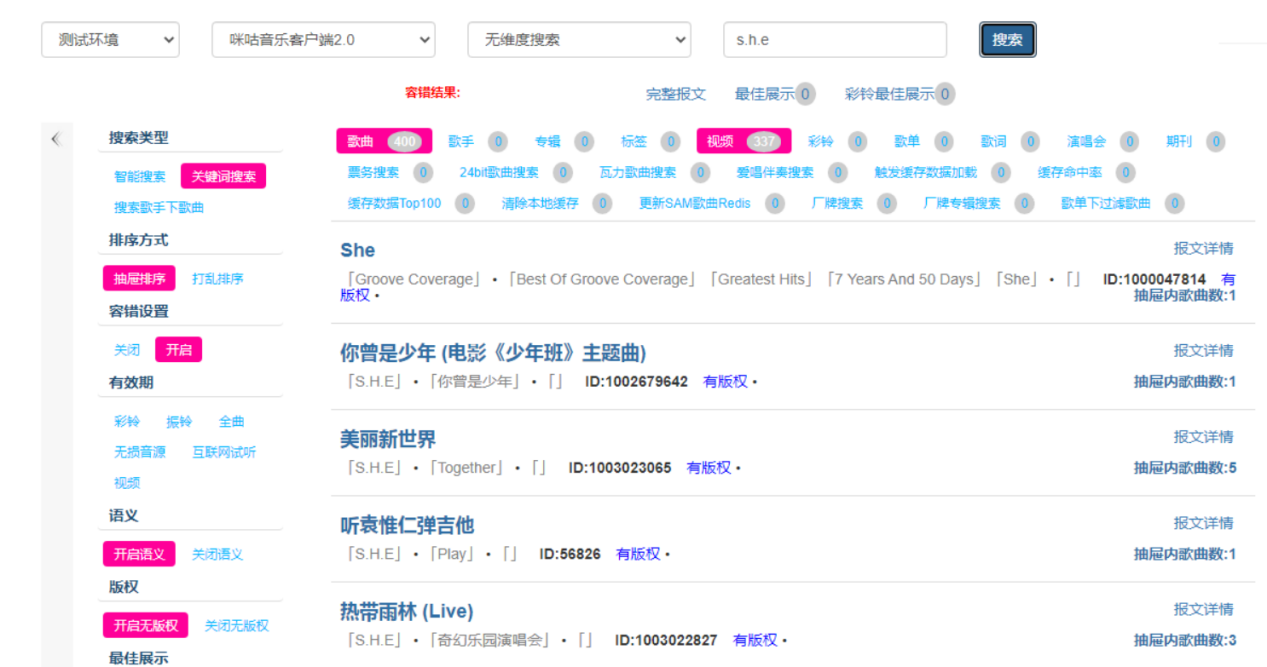 测试环境 咪咕音乐客户端2.0 无维度搜索 s.h.e 搜索
容错结果: 完整报文 最佳展示 0 彩铃最佳展示 0
搜索类型
智能搜索 关键词搜索
搜索歌手下歌曲
排序方式
抽屉排序 打乱排序
容错设置
关闭 开启
有效期
彩铃 振铃 全曲
无损音源 互联网试听
视频
语义
开启语义 关闭语义
版权
开启无版权 关闭无版权
最佳展示
歌曲 400 歌手 0 专辑 0 标签 0 视频 337 彩铃 0 歌单 0 歌词 0 演唱会 0 期刊 0
票务搜索 0 24bit歌曲搜索 0 瓦力歌曲搜索 0 爱唱伴奏搜索 0 触发缓存数据加载 0 缓存命中率 0
缓存数据Top100 0 清除本地缓存 0 更新SAM歌曲Redis 0 厂牌搜索 0 厂牌专辑搜索 0 歌单下过滤歌曲 0
She 报文详情
「Groove Coverage」 • 「Best Of Groove Coverage」「Greatest Hits」「7 Years And 50 Days」「She」 • 「」 ID:1000047814 有
版权 • 抽屉内歌曲数:1
你曾是少年 (电影《少年班》主题曲) 报文详情
「S.H.E」 • 「你曾是少年」 • 「」 ID:1002679642 有版权 • 抽屉内歌曲数:1
美丽新世界 报文详情
「S.H.E」 • 「Together」 • 「」 ID:1003023065 有版权 • 抽屉内歌曲数:5
听袁惟仁弹吉他 报文详情
「S.H.E」 • 「Play」 • 「」 ID:56826 有版权 • 抽屉内歌曲数:1
热带雨林 (Live) 报文详情
「S.H.E」 • 「奇幻乐园演唱会」 • 「」 ID:1003022827 有版权 • 抽屉内歌曲数:3